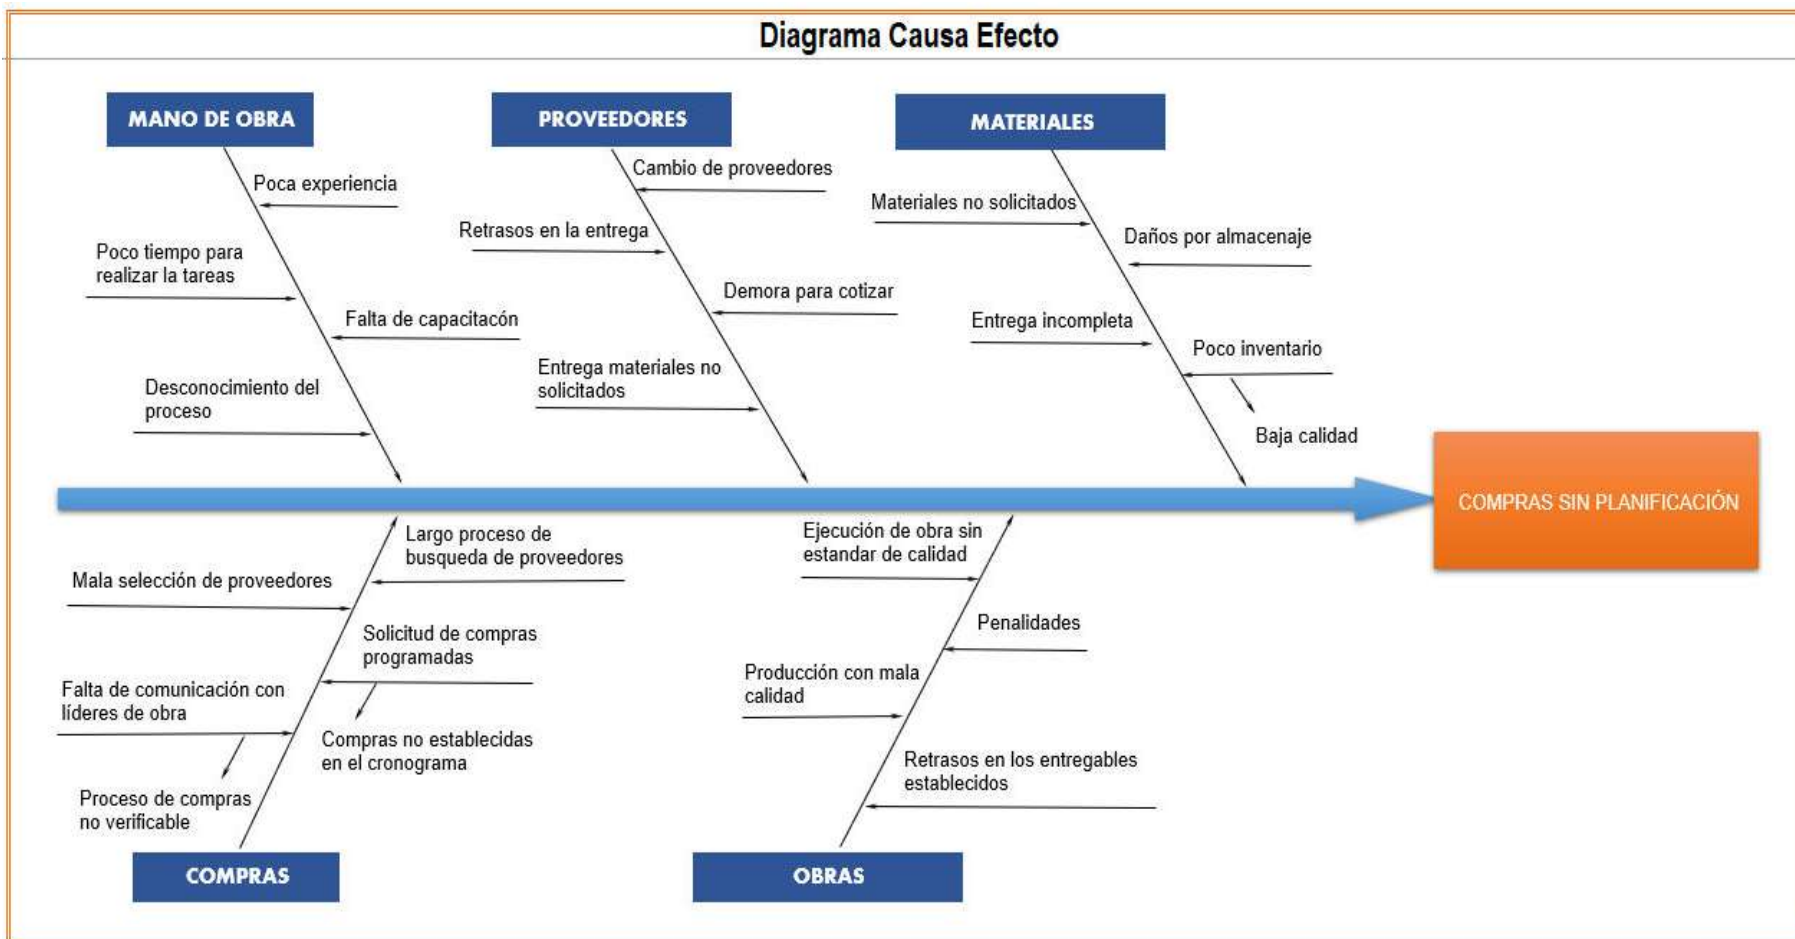 Diagrama Causa Efecto
MANO DE OBRA
Poca experiencia
Poco tiempo para
realizar la tareas
Falta de capacitacón
Desconocimiento del
proceso
PROVEEDORES
Cambio de proveedores
Retrasos en la entrega
Demora para cotizar
Entrega materiales no
solicitados
MATERIALES
Materiales no solicitados
Daños por almacenaje
Entrega incompleta
Poco inventario
Baja calidad
COMPRAS SIN PLANIFICACIÓN
Largo proceso de
busqueda de proveedores
Mala selección de proveedores
Solicitud de compras
programadas
Falta de comunicación con
líderes de obra
Compras no establecidas
en el cronograma
Proceso de compras
no verificable
COMPRAS
Ejecución de obra sin
estandar de calidad
Penalidades
Producción con mala
calidad
Retrasos en los entregables
establecidos
OBRAS